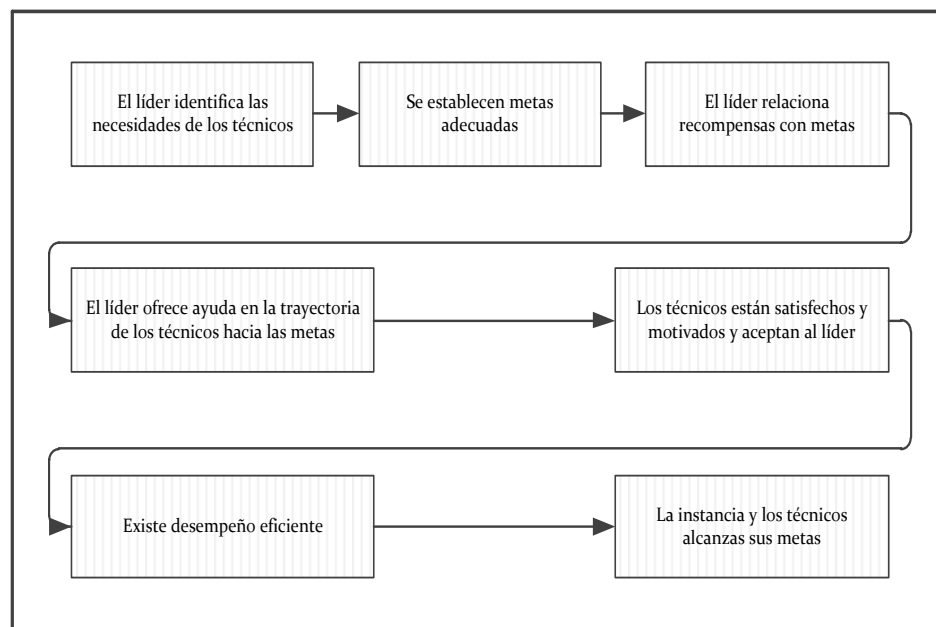 El líder identifica las
necesidades de los técnicos
Se establecen metas
adecuadas
El líder relaciona
recompensas con metas
El líder ofrece ayuda en la trayectoria
de los técnicos hacia las metas
Los técnicos están satisfechos y
motivados y aceptan al líder
Existe desempeño eficiente
La instancia y los técnicos
alcanzas sus metas